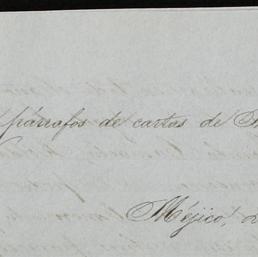 párrafos de cartas de
Méjico,